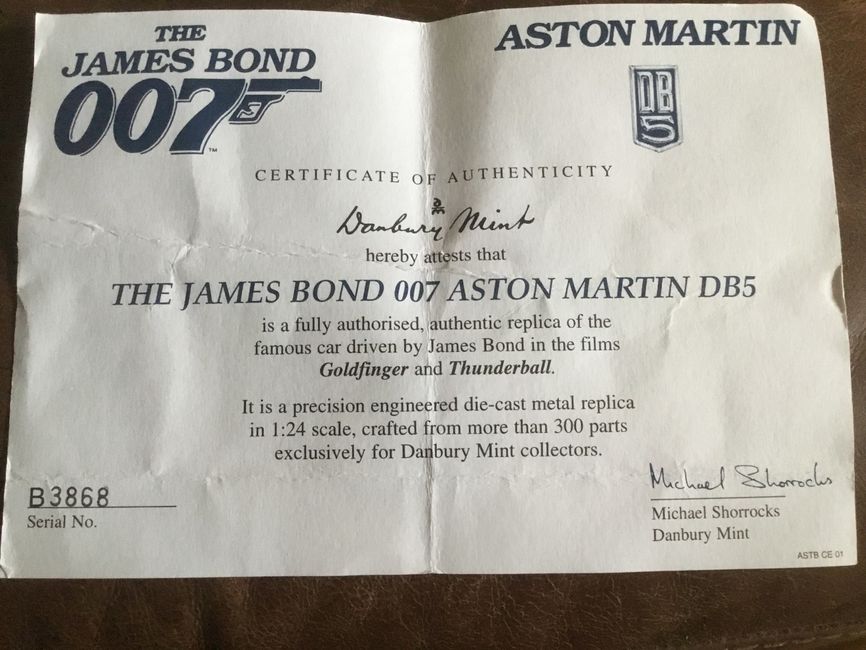 THE
JAMES BOND
007
™
ASTON MARTIN
DB
5
CERTIFICATE OF AUTHENTICITY
Danbury Mint
hereby attests that
THE JAMES BOND 007 ASTON MARTIN DB5
is a fully authorised, authentic replica of the
famous car driven by James Bond in the films
Goldfinger and Thunderball.
It is a precision engineered die-cast metal replica
in 1:24 scale, crafted from more than 300 parts
exclusively for Danbury Mint collectors.
B3868
Serial No.
Michael Shorrocks
Michael Shorrocks
Danbury Mint
ASTB CE 01